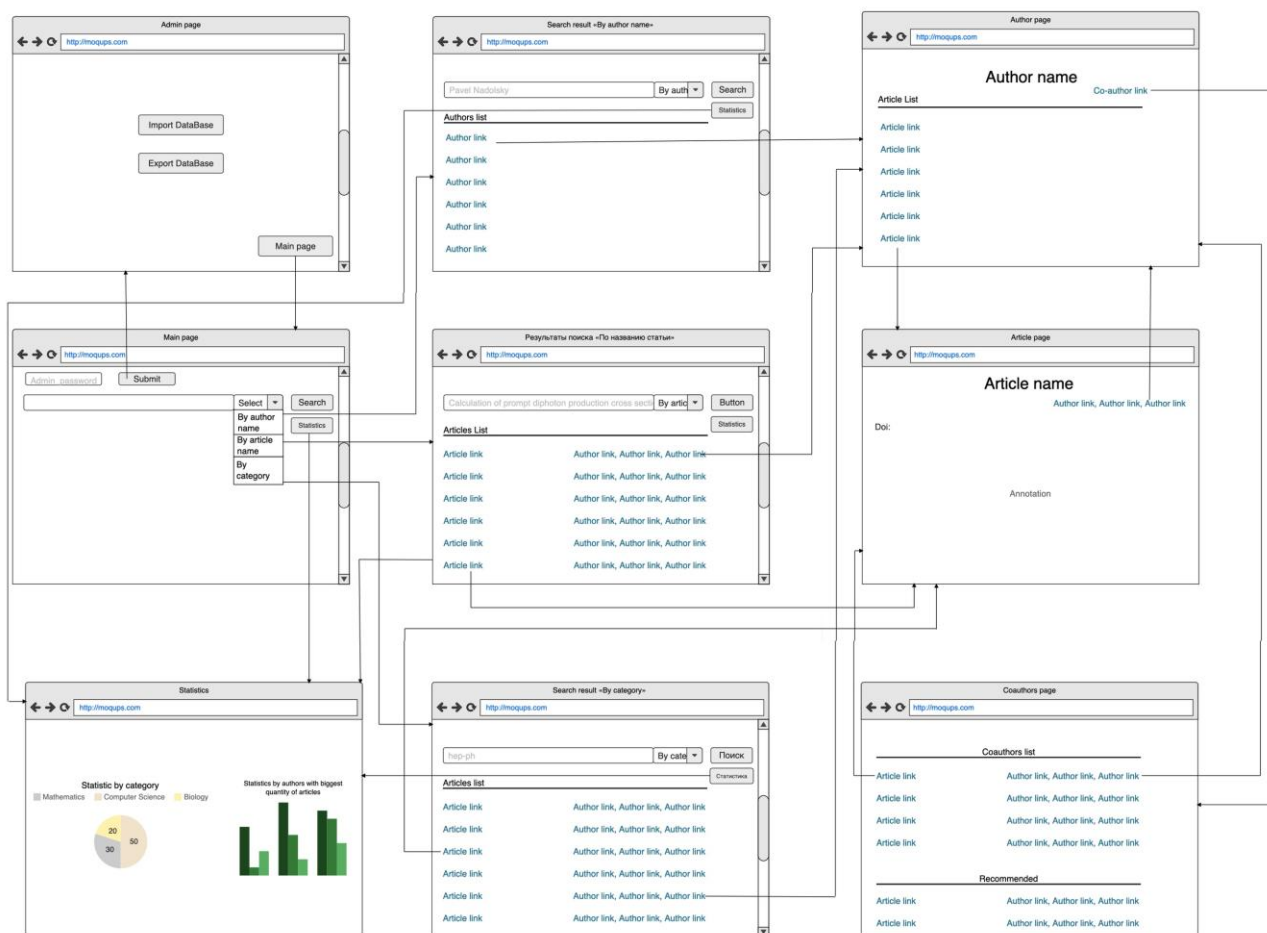 Admin page
http://moqups.com
Import DataBase
Export DataBase
Main page
Search result «By author name»
http://moqups.com
Pavel Nadolsky
By auth
Search
Statistics
Authors list
Author link
Author link
Author link
Author link
Author link
Author link
Author page
http://moqups.com
Author name
Co-author link
Article List
Article link
Article link
Article link
Article link
Article link
Article link
Main page
http://moqups.com
Admin_password
Submit
Select
Search
By author
name
By article
name
By
category
Statistics
Результаты поиска «По названию статьи»
http://moqups.com
Calculation of prompt diphoton production cross secti
By artic
Button
Statistics
Articles List
Article link Author link, Author link, Author link
Article link Author link, Author link, Author link
Article link Author link, Author link, Author link
Article link Author link, Author link, Author link
Article link Author link, Author link, Author link
Article link Author link, Author link, Author link
Article page
http://moqups.com
Article name
Author link, Author link, Author link
Doi:
Annotation
Statistics
http://moqups.com
Statistic by category
Mathematics Computer Science Biology
20
50
30
Statistics by authors with biggest
quantity of articles
Search result «By category»
http://moqups.com
hep-ph
By cate
Поиск
Статистика
Articles list
Article link Author link, Author link, Author link
Article link Author link, Author link, Author link
Article link Author link, Author link, Author link
Article link Author link, Author link, Author link
Article link Author link, Author link, Author link
Article link Author link, Author link, Author link
Coauthors page
http://moqups.com
Coauthors list
Article link Author link, Author link, Author link
Article link Author link, Author link, Author link
Article link Author link, Author link, Author link
Article link Author link, Author link, Author link
Recommended
Article link Author link, Author link, Author link
Article link Author link, Author link, Author link